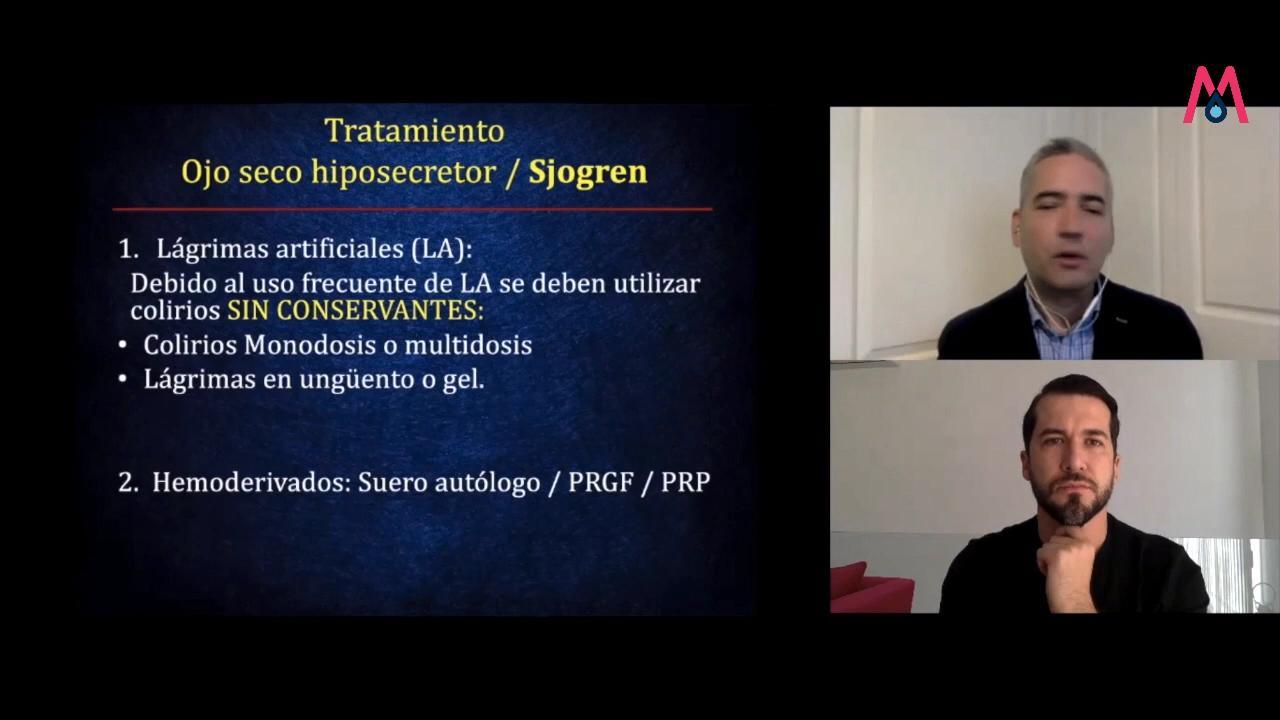 Tratamiento
Ojo seco hiposecretor / Sjogren
1. Lágrimas artificiales (LA):
Debido al uso frecuente de LA se deben utilizar
colirios SIN CONSERVANTES:
• Colirios Monodosis o multidosis
• Lágrimas en ungüento o gel.
2. Hemoderivados: Suero autólogo / PRGF / PRP
M